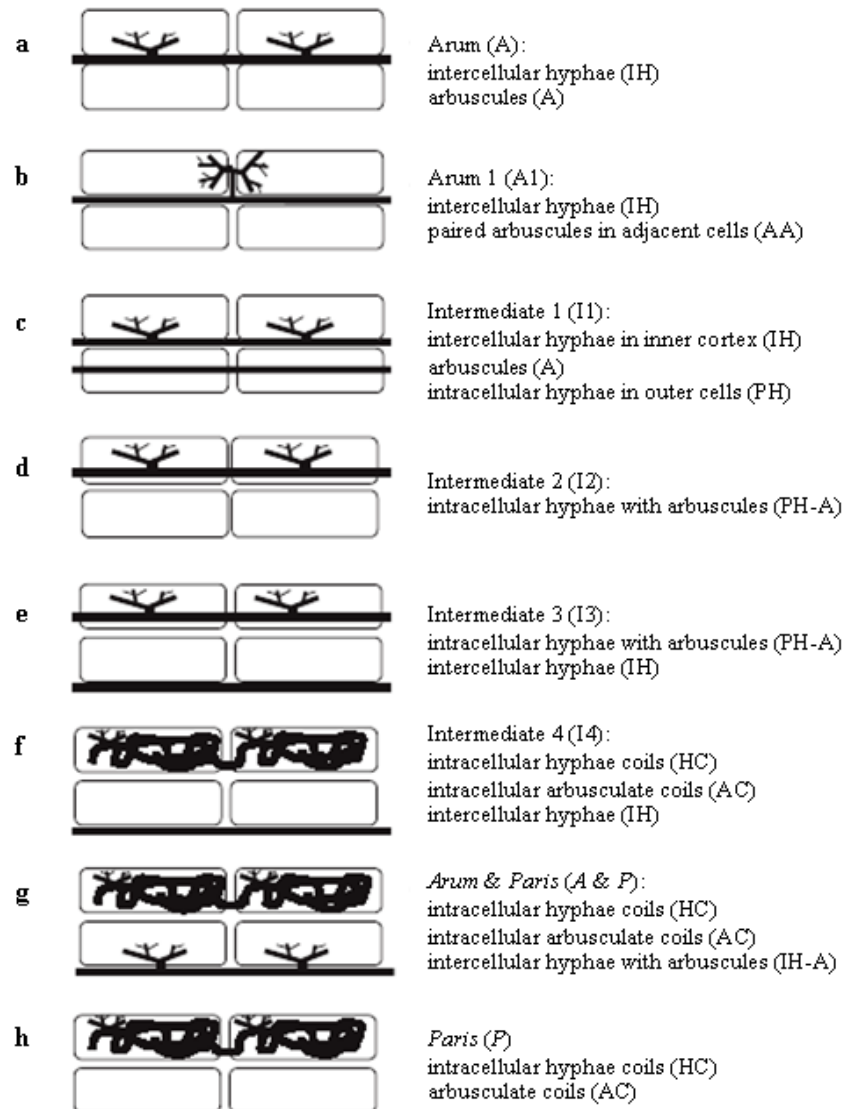 a
Arum (A):
intercellular hyphae (IH)
arbuscules (A)
b
Arum 1 (A1):
intercellular hyphae (IH)
paired arbuscules in adjacent cells (AA)
c
Intermediate 1 (I1):
intercellular hyphae in inner cortex (IH)
arbuscules (A)
intracellular hyphae in outer cells (PH)
d
Intermediate 2 (I2):
intracellular hyphae with arbuscules (PH-A)
e
Intermediate 3 (I3):
intracellular hyphae with arbuscules (PH-A)
intercellular hyphae (IH)
f
Intermediate 4 (I4):
intracellular hyphae coils (HC)
intracellular arbusculate coils (AC)
intercellular hyphae (IH)
g
Arum & Paris (A & P):
intracellular hyphae coils (HC)
intracellular arbusculate coils (AC)
intercellular hyphae with arbuscules (IH-A)
h
Paris (P)
intracellular hyphae coils (HC)
arbusculate coils (AC)